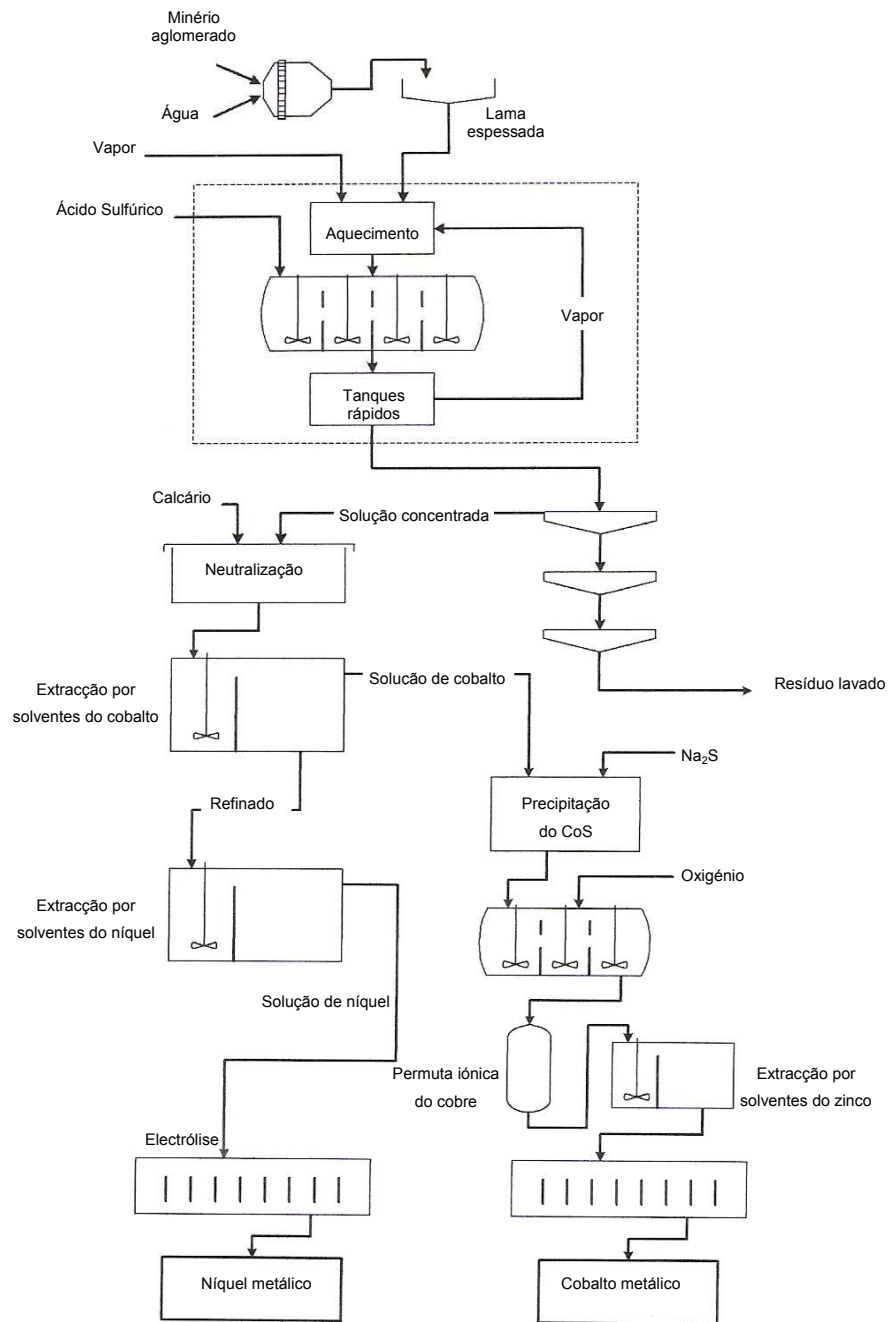 Minério
aglomerado
Água
Lama
espessada
Vapor
Ácido Sulfúrico
Aquecimento
Vapor
Tanques
rápidos
Calcário
Solução concentrada
Neutralização
Solucão de cobalto
Resíduo lavado
Extracção por
solventes do cobalto
Na₂S
Refinado
Precipitação
do CoS
Oxigénio
Extracção por
solventes do níquel
Solução de níquel
Permuta iónica
do cobre
Extracção por
solventes do zinco
Electrólise
Níquel metálico
Cobalto metálico